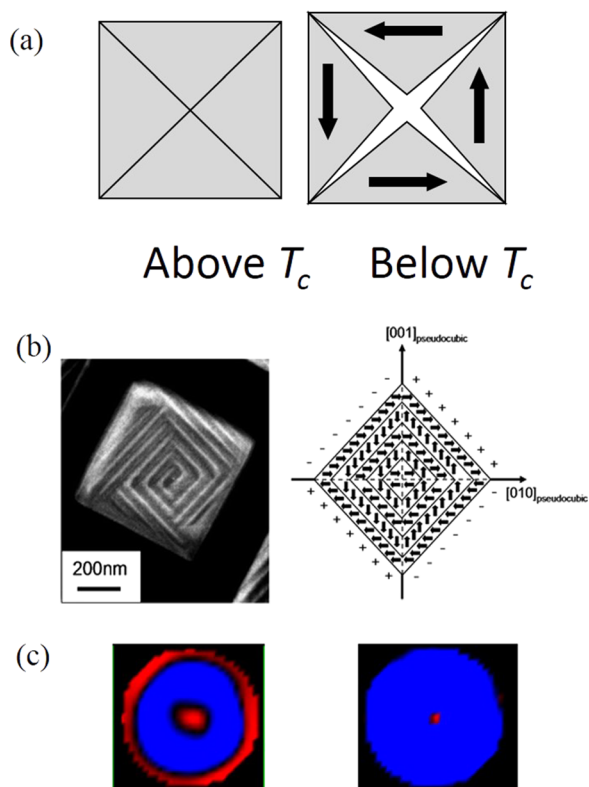 (a)
Above Tc Below Tc
(b)
[001]pseudocubic
[010]pseudocubic
- - - - - - - + + + + + + + +
+ + + + + + - - - - - - -
200nm
(c)